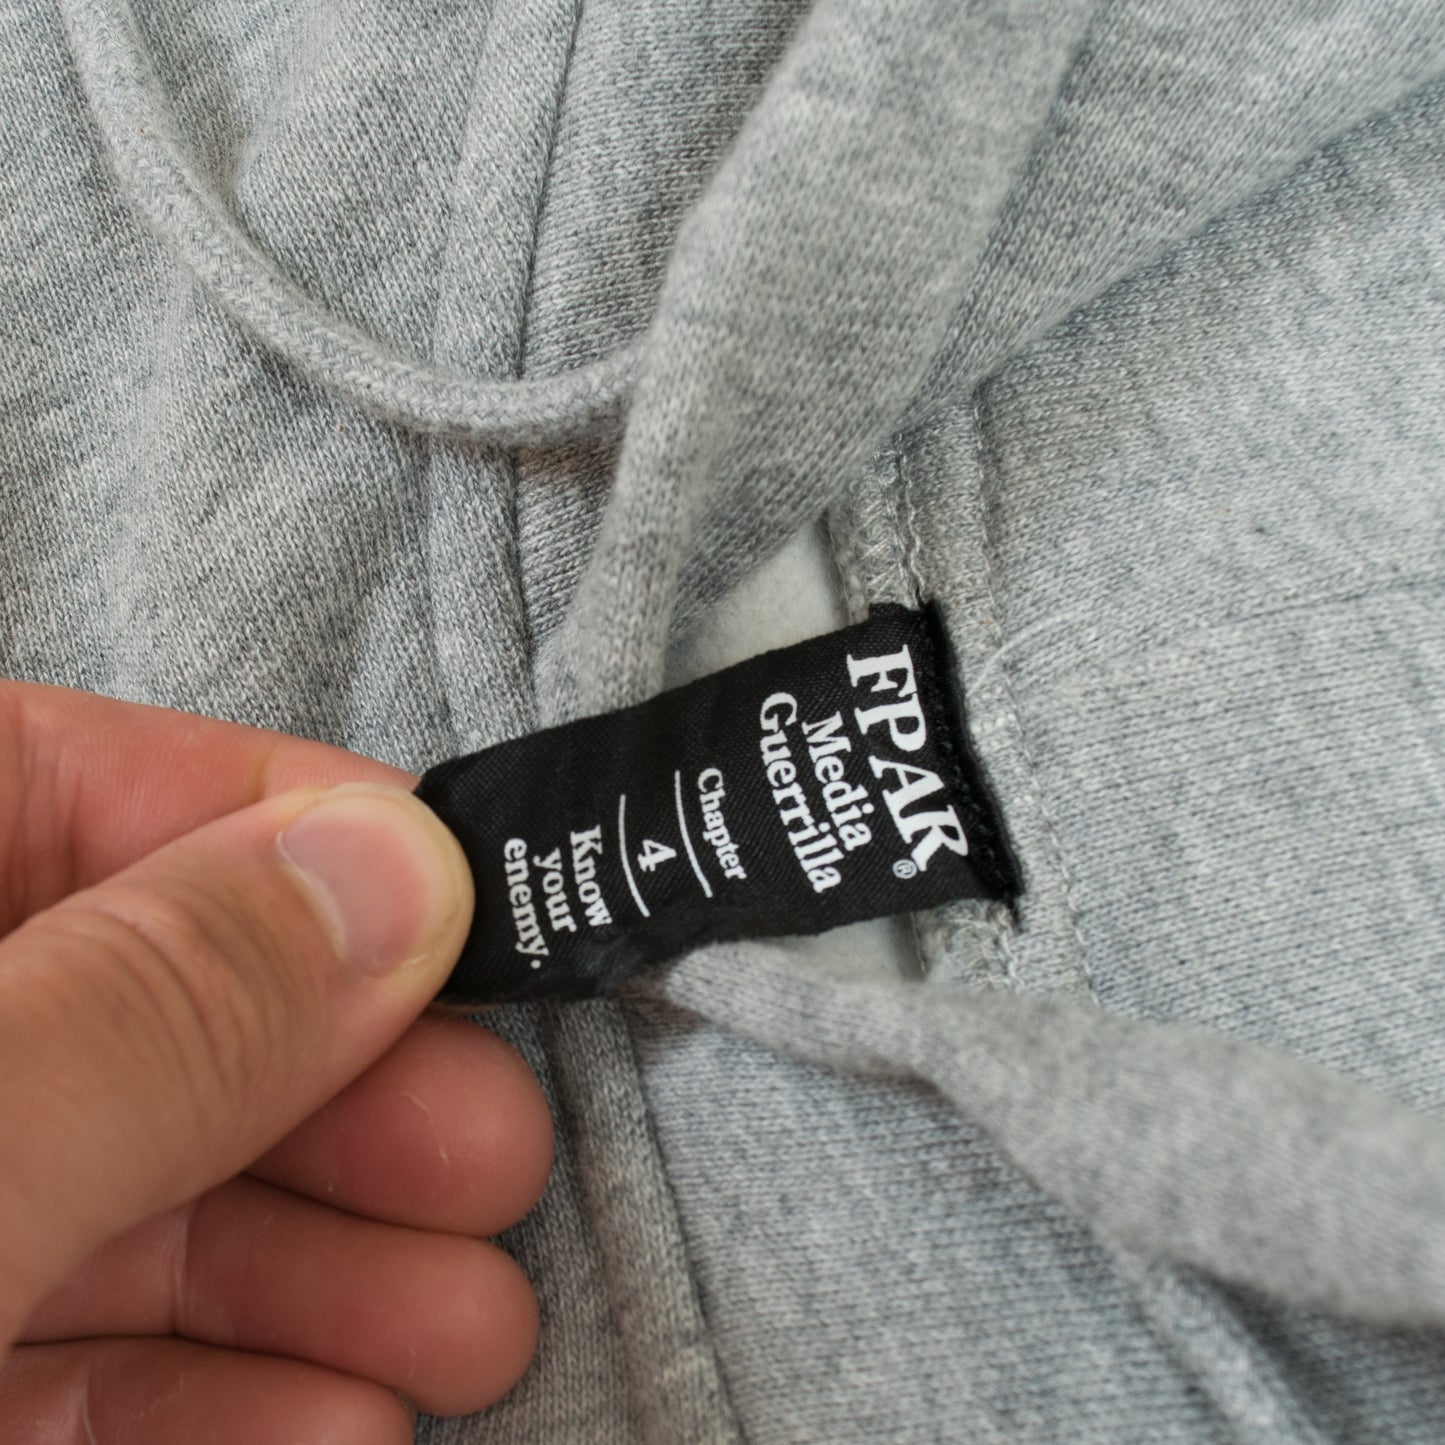 FPAR®
Media
Guerrilla
Chapter
4
Know
your
enemy.